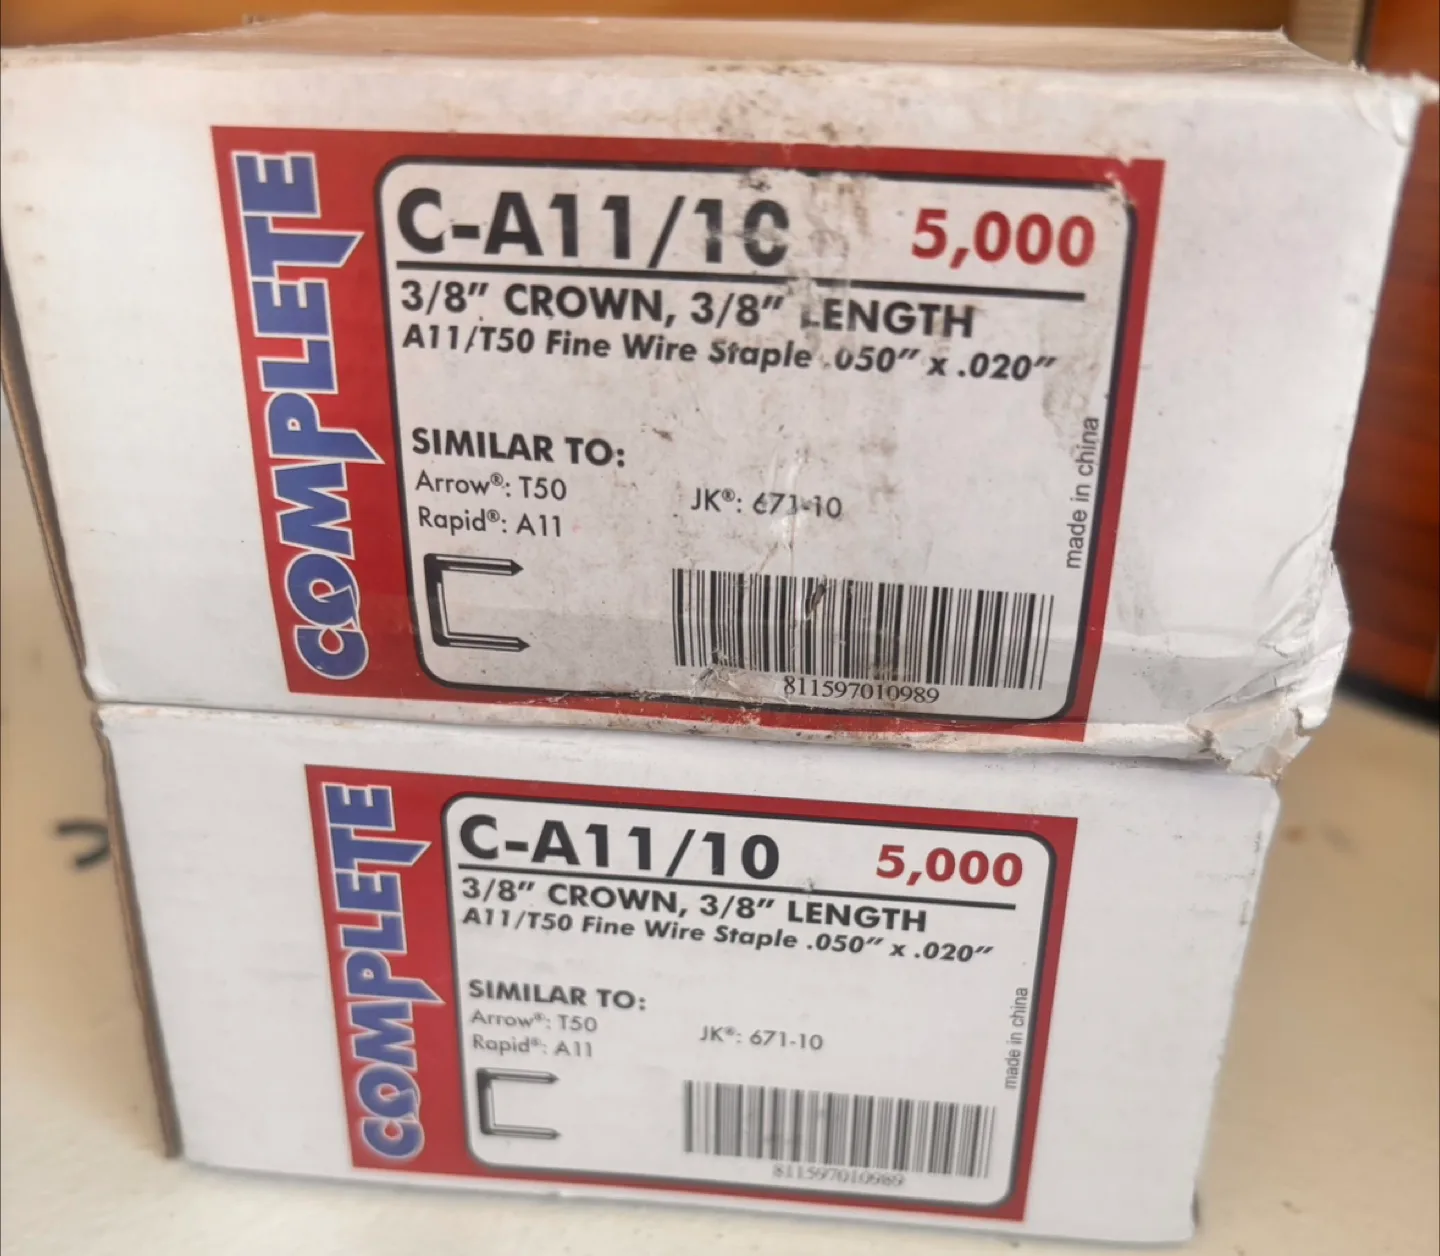 COMPLETE
C-A11/10 5,000
3/8" CROWN, 3/8" LENGTH
A11/T50 Fine Wire Staple .050" x .020"
SIMILAR TO:
Arrow®: T50
JK®: 671-10
Rapid®: A11
made in china
811597010989
COMPLETE
C-A11/10 5,000
3/8" CROWN, 3/8" LENGTH
A11/T50 Fine Wire Staple .050" x .020"
SIMILAR TO:
Arrow®: T50
JK®: 671-10
Rapid®: A11
made in china
811597010989